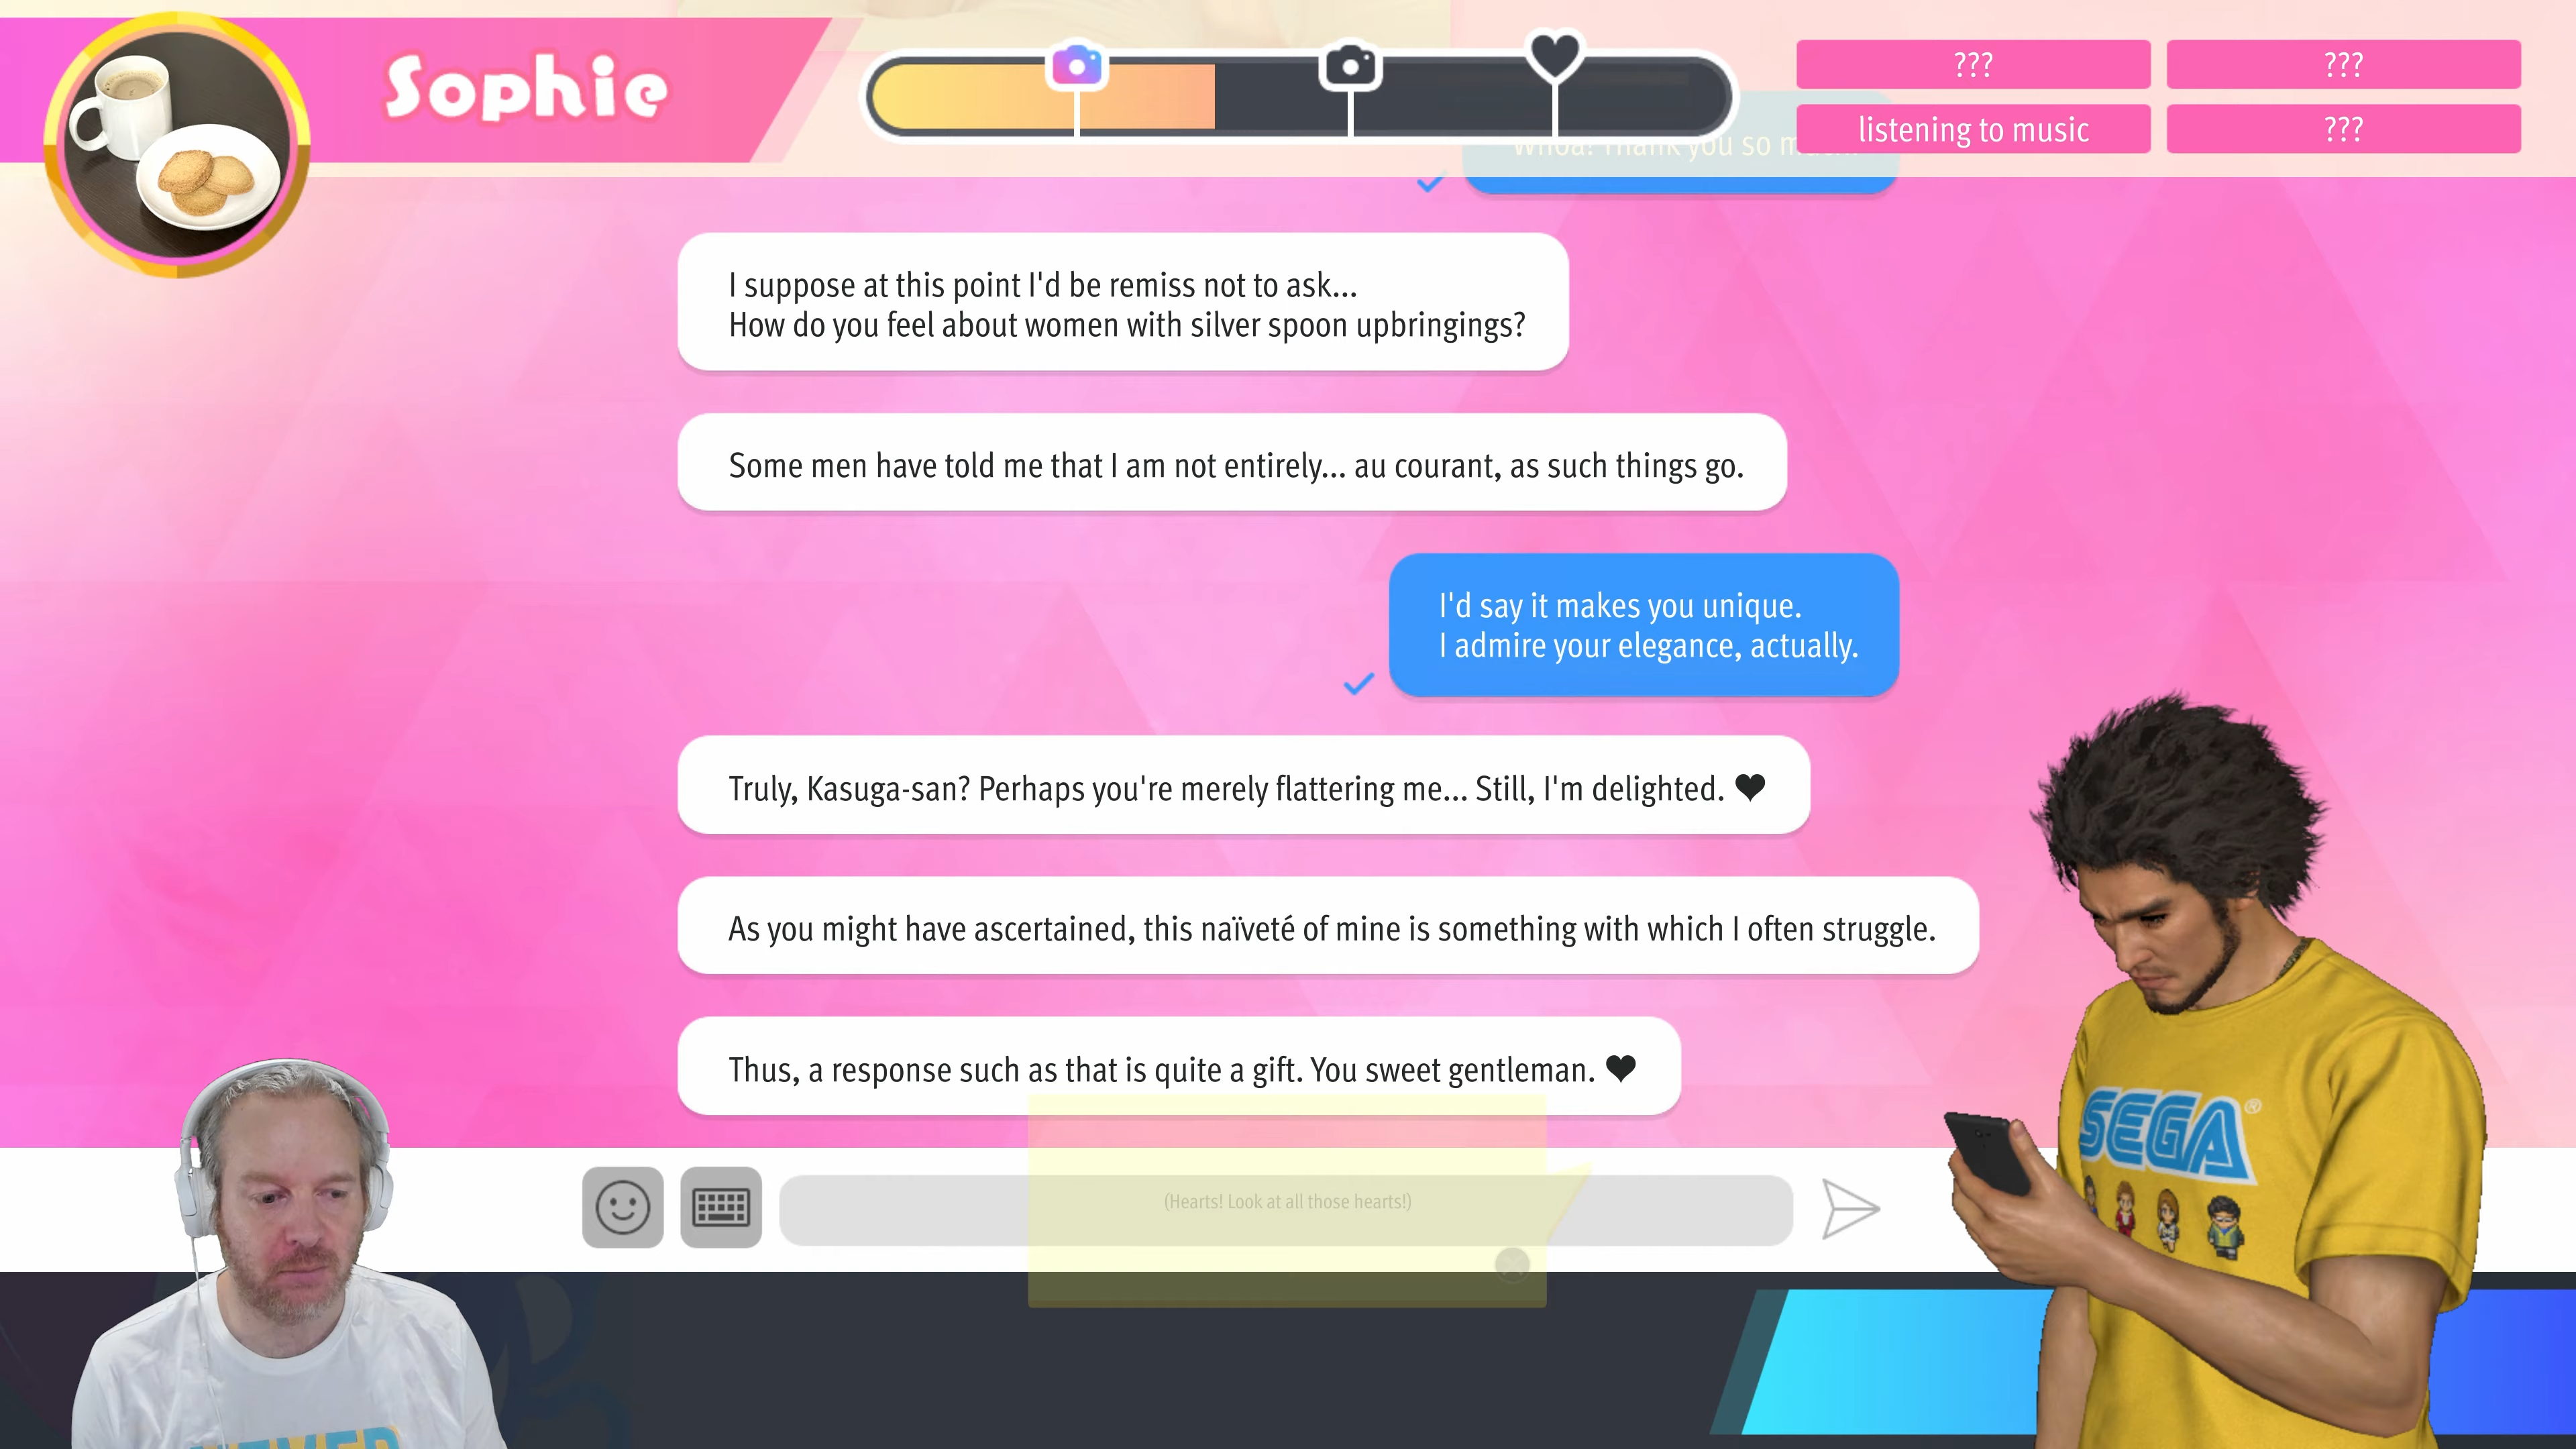 Sophie
???
???
listening to music
???
Whoa! Thank you so
I suppose at this point I'd be remiss not to ask...
How do you feel about women with silver spoon upbringings?
Some men have told me that I am not entirely... au courant, as such things go.
I'd say it makes you unique.
I admire your elegance, actually.
Truly, Kasuga-san? Perhaps you're merely flattering me... Still, I'm delighted. ♥
As you might have ascertained, this naïveté of mine is something with which I often struggle.
Thus, a response such as that is quite a gift. You sweet gentleman. ♥
(Hearts! Look at all those hearts!)
SEGA®